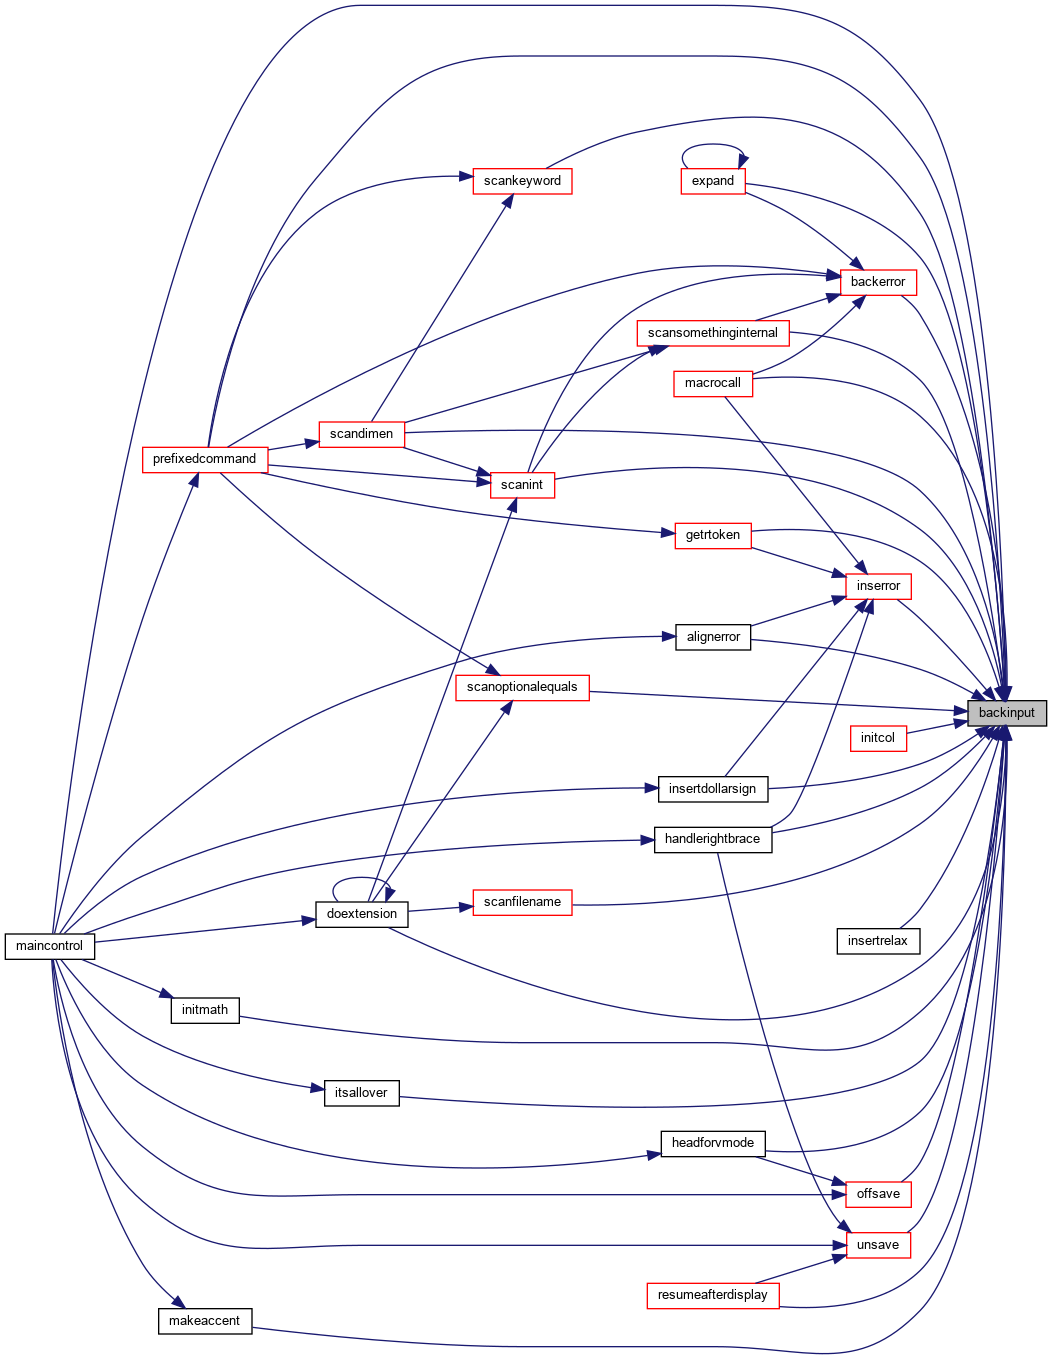 scankeyword
expand
backerror
scansomethinginternal
macrocall
scandimen
prefixedcommand
scanint
getrtoken
inserror
alignerror
scanoptionalequals
backinput
initcol
insertdollarsign
handlerightbrace
scanfilename
doextension
insertrelax
maincontrol
initmath
itsallover
headforvmode
offsave
unsave
resumeafterdisplay
makeaccent